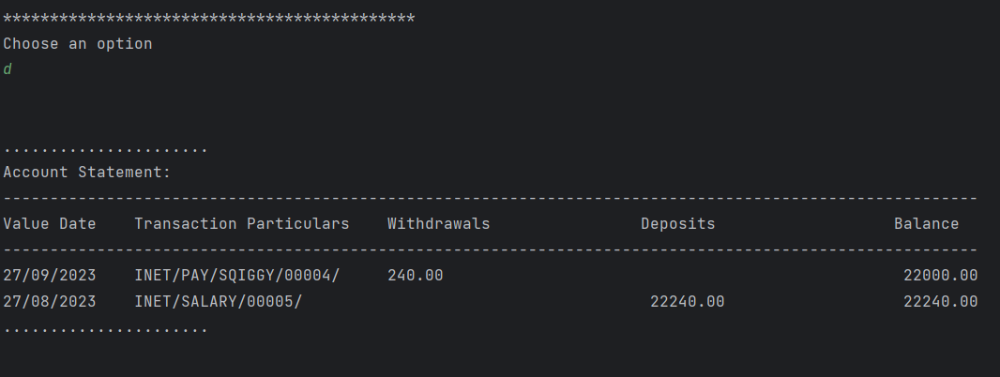 ********************************************
Choose an option
d
......................
Account Statement:
--------------------------------------------------------------------------------------------------------
Value Date    Transaction Particulars    Withdrawals                Deposits                   Balance
--------------------------------------------------------------------------------------------------------
27/09/2023    INET/PAY/SQIGGY/00004/     240.00                                                 22000.00
27/08/2023    INET/SALARY/00005/                                     22240.00                   22240.00
......................